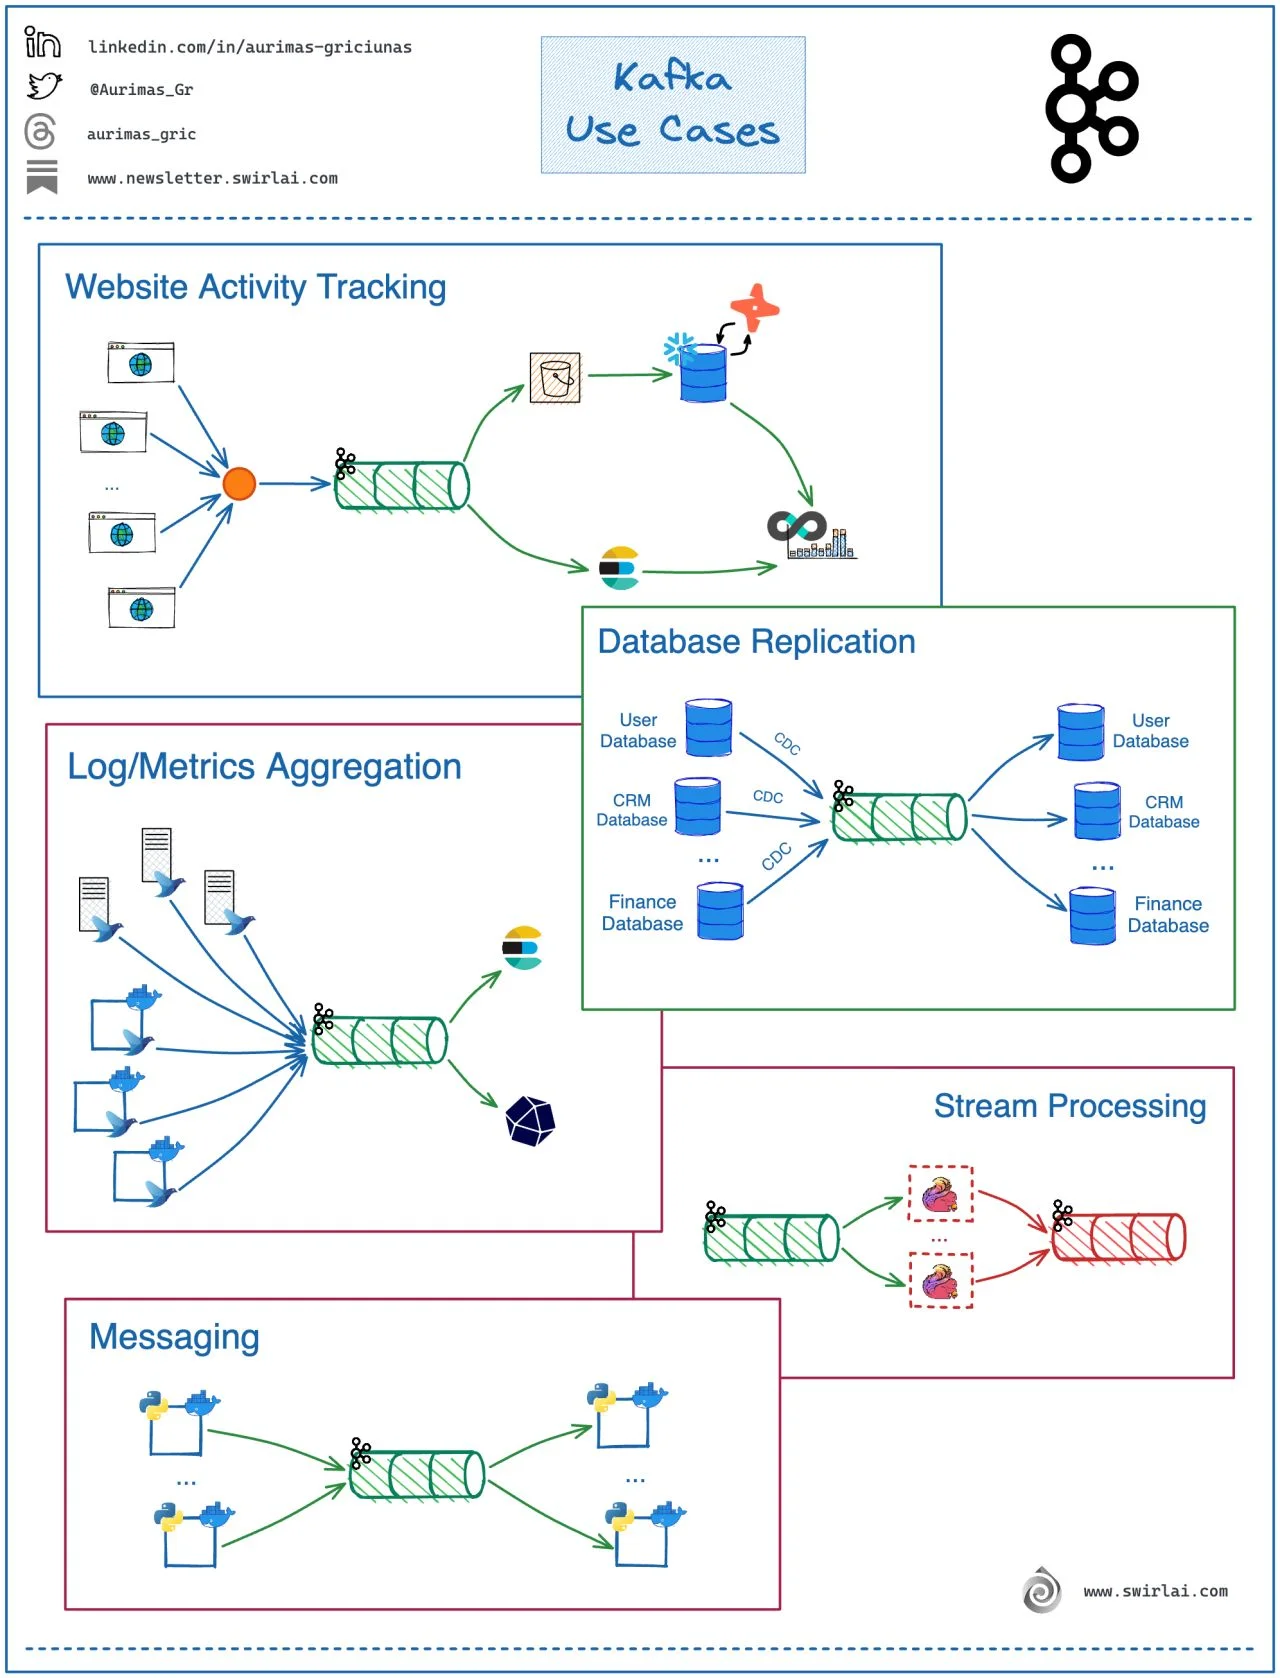 linkedin.com/in/aurimas-griciunas
@Aurimas_Gr
aurimas_gric
www.newsletter.swirlai.com
Kafka
Use Cases
Website Activity Tracking
...
Database Replication
User
Database
CDC
User
Database
CRM
Database
CDC
CRM
Database
...
CDC
...
Finance
Database
Finance
Database
Log/Metrics Aggregation
Stream Processing
...
Messaging
...
...
www.swirlai.com